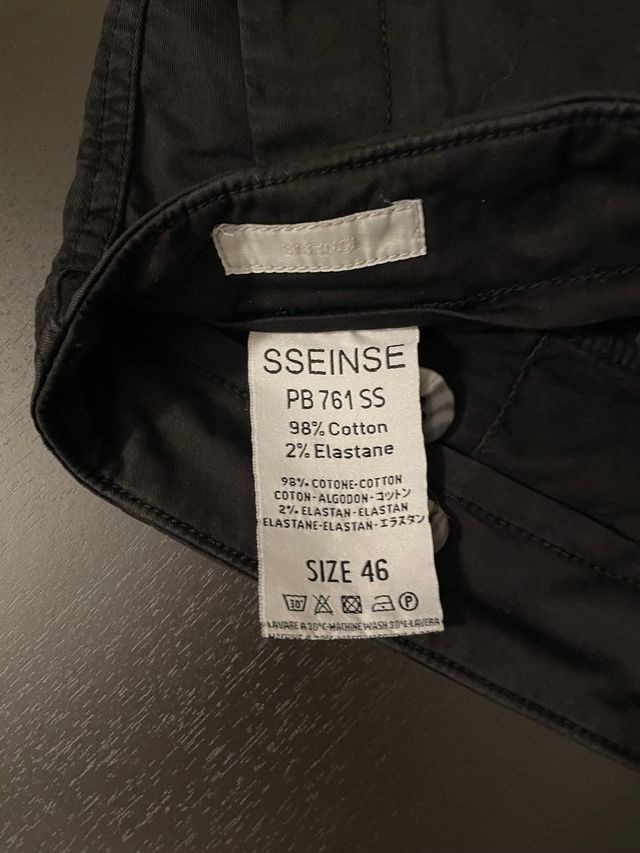 SSEINSE
SSEINSE
PB 761 SS
98% Cotton
2% Elastane
98% COTONE-COTTON
COTON-ALGODON-コットン
2% ELASTAN-ELASTAN
ELASTANE-ELASTAN-エラスタン
SIZE 46
30°
P
LAVARE A 30°C-MACHINE WASH 30°C-LAVERA